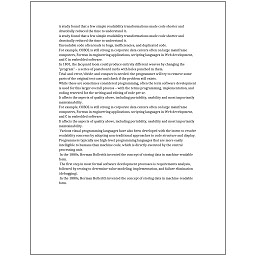 A study found that a few simple readability transformations made code shorter and
drastically reduced the time to understand it.
A study found that a few simple readability transformations made code shorter and
drastically reduced the time to understand it.
Unreadable code often leads to bugs, inefficiencies, and duplicated code.
For example, COBOL is still strong in corporate data centers often on large mainframe
computers, Fortran in engineering applications, scripting languages in Web development,
and C in embedded software.
In 1801, the Jacquard loom could produce entirely different weaves by changing the
"program" - a series of pasteboard cards with holes punched in them.
Trial-and-error/divide-and-conquer is needed: the programmer will try to remove some
parts of the original test case and check if the problem still exists.
While these are sometimes considered programming, often the term software development
is used for this larger overall process – with the terms programming, implementation, and
coding reserved for the writing and editing of code per se.
It affects the aspects of quality above, including portability, usability and most importantly
maintainability.
For example, COBOL is still strong in corporate data centers often on large mainframe
computers, Fortran in engineering applications, scripting languages in Web development,
and C in embedded software.
It affects the aspects of quality above, including portability, usability and most importantly
maintainability.
Various visual programming languages have also been developed with the intent to resolve
readability concerns by adopting non-traditional approaches to code structure and display.
Programmers typically use high-level programming languages that are more easily
intelligible to humans than machine code, which is directly executed by the central
processing unit.
In the 1880s, Herman Hollerith invented the concept of storing data in machine-readable
form.
The first step in most formal software development processes is requirements analysis,
followed by testing to determine value modeling, implementation, and failure elimination
(debugging).
In the 1880s, Herman Hollerith invented the concept of storing data in machine-readable
form.